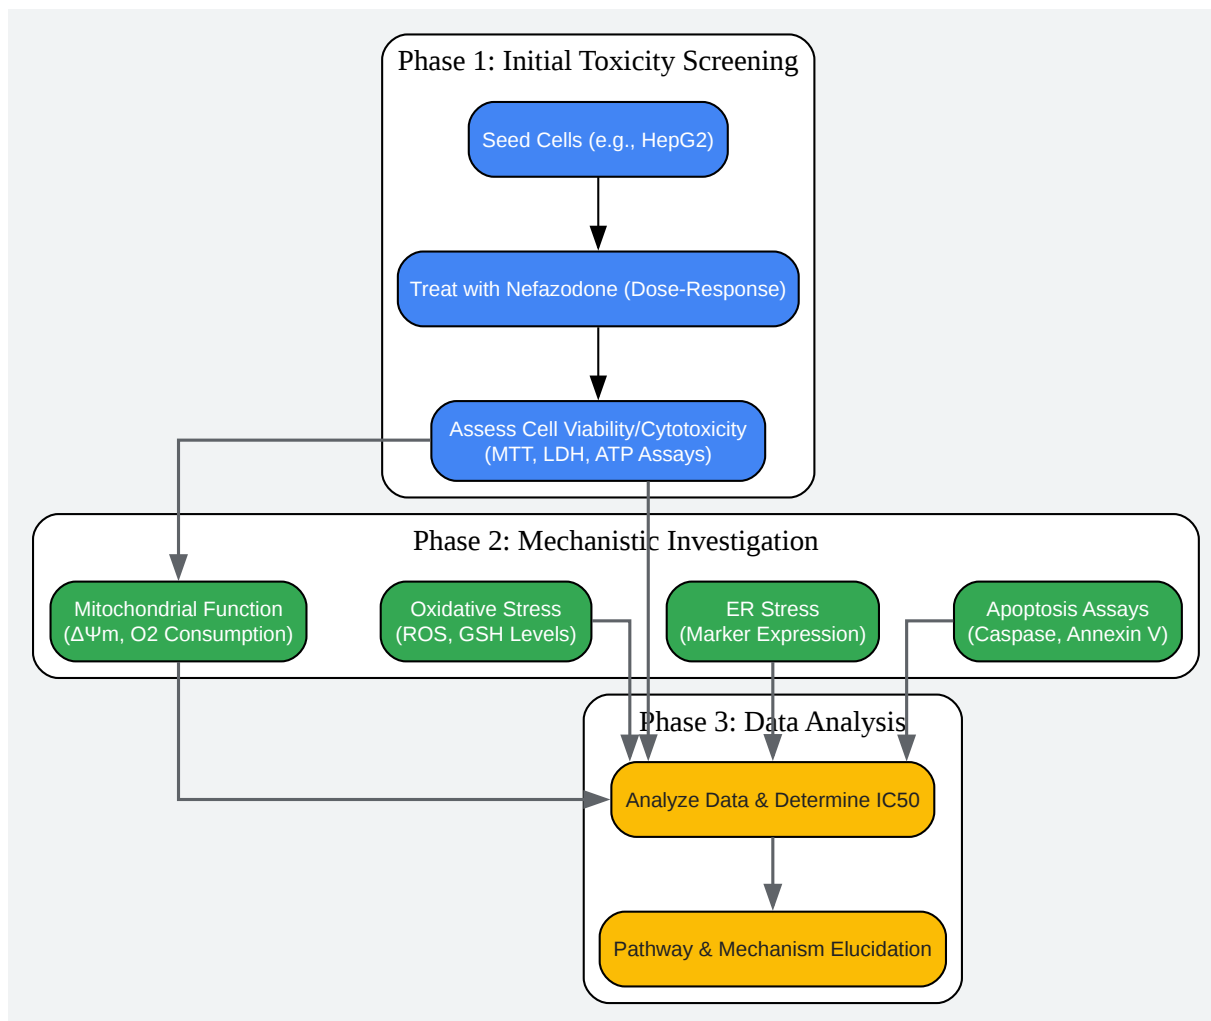 Phase 1: Initial Toxicity Screening
Seed Cells (e.g., HepG2)
Treat with Nefazodone (Dose-Response)
Assess Cell Viability/Cytotoxicity
(MTT, LDH, ATP Assays)
Phase 2: Mechanistic Investigation
Mitochondrial Function
(ΔΨm, O2 Consumption)
Oxidative Stress
(ROS, GSH Levels)
ER Stress
(Marker Expression)
Apoptosis Assays
(Caspase, Annexin V)
Phase 3: Data Analysis
Analyze Data & Determine IC50
Pathway & Mechanism Elucidation